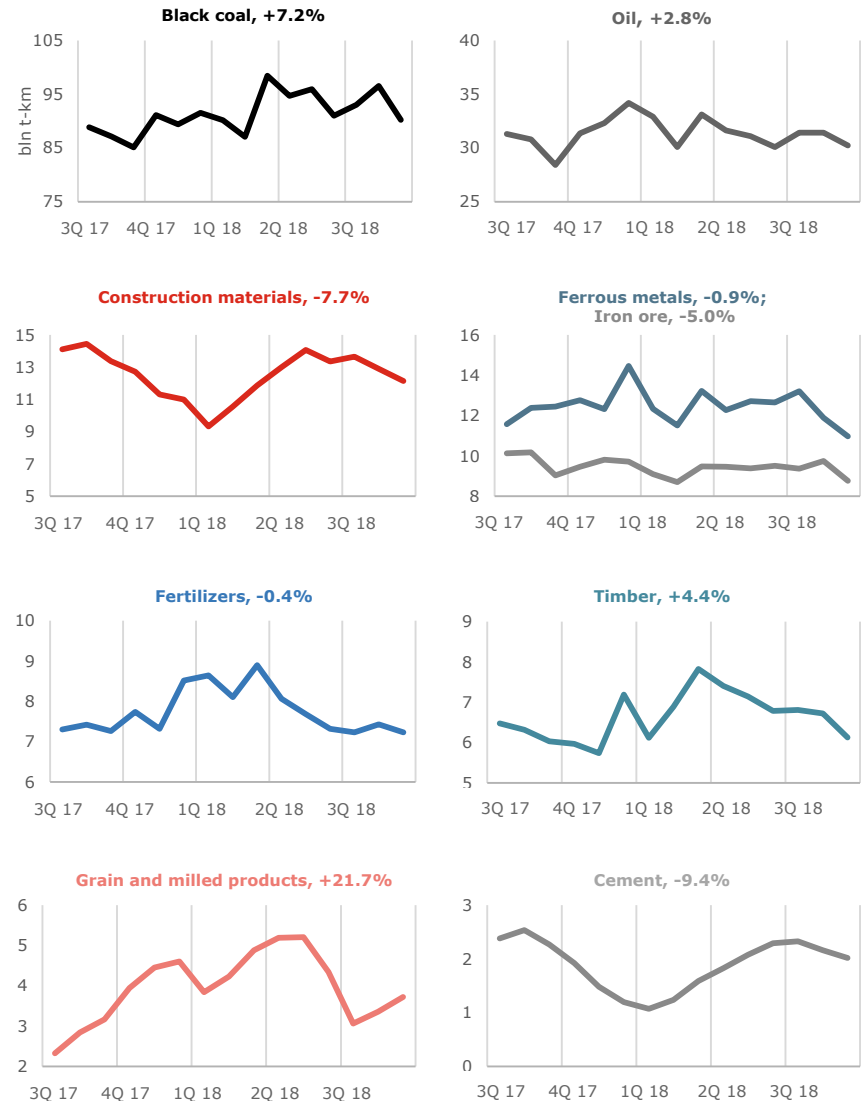 Black coal, +7.2%
105
95
85
75
bln t-km
3Q 17 4Q 17 1Q 18 2Q 18 3Q 18
Oil, +2.8%
40
35
30
25
3Q 17 4Q 17 1Q 18 2Q 18 3Q 18
Construction materials, -7.7%
15
13
11
9
7
5
3Q 17 4Q 17 1Q 18 2Q 18 3Q 18
Ferrous metals, -0.9%;
Iron ore, -5.0%
16
14
12
10
8
3Q 17 4Q 17 1Q 18 2Q 18 3Q 18
Fertilizers, -0.4%
10
9
8
7
6
3Q 17 4Q 17 1Q 18 2Q 18 3Q 18
Timber, +4.4%
9
8
7
6
5
3Q 17 4Q 17 1Q 18 2Q 18 3Q 18
Grain and milled products, +21.7%
6
5
4
3
2
3Q 17 4Q 17 1Q 18 2Q 18 3Q 18
Cement, -9.4%
3
2
1
0
3Q 17 4Q 17 1Q 18 2Q 18 3Q 18